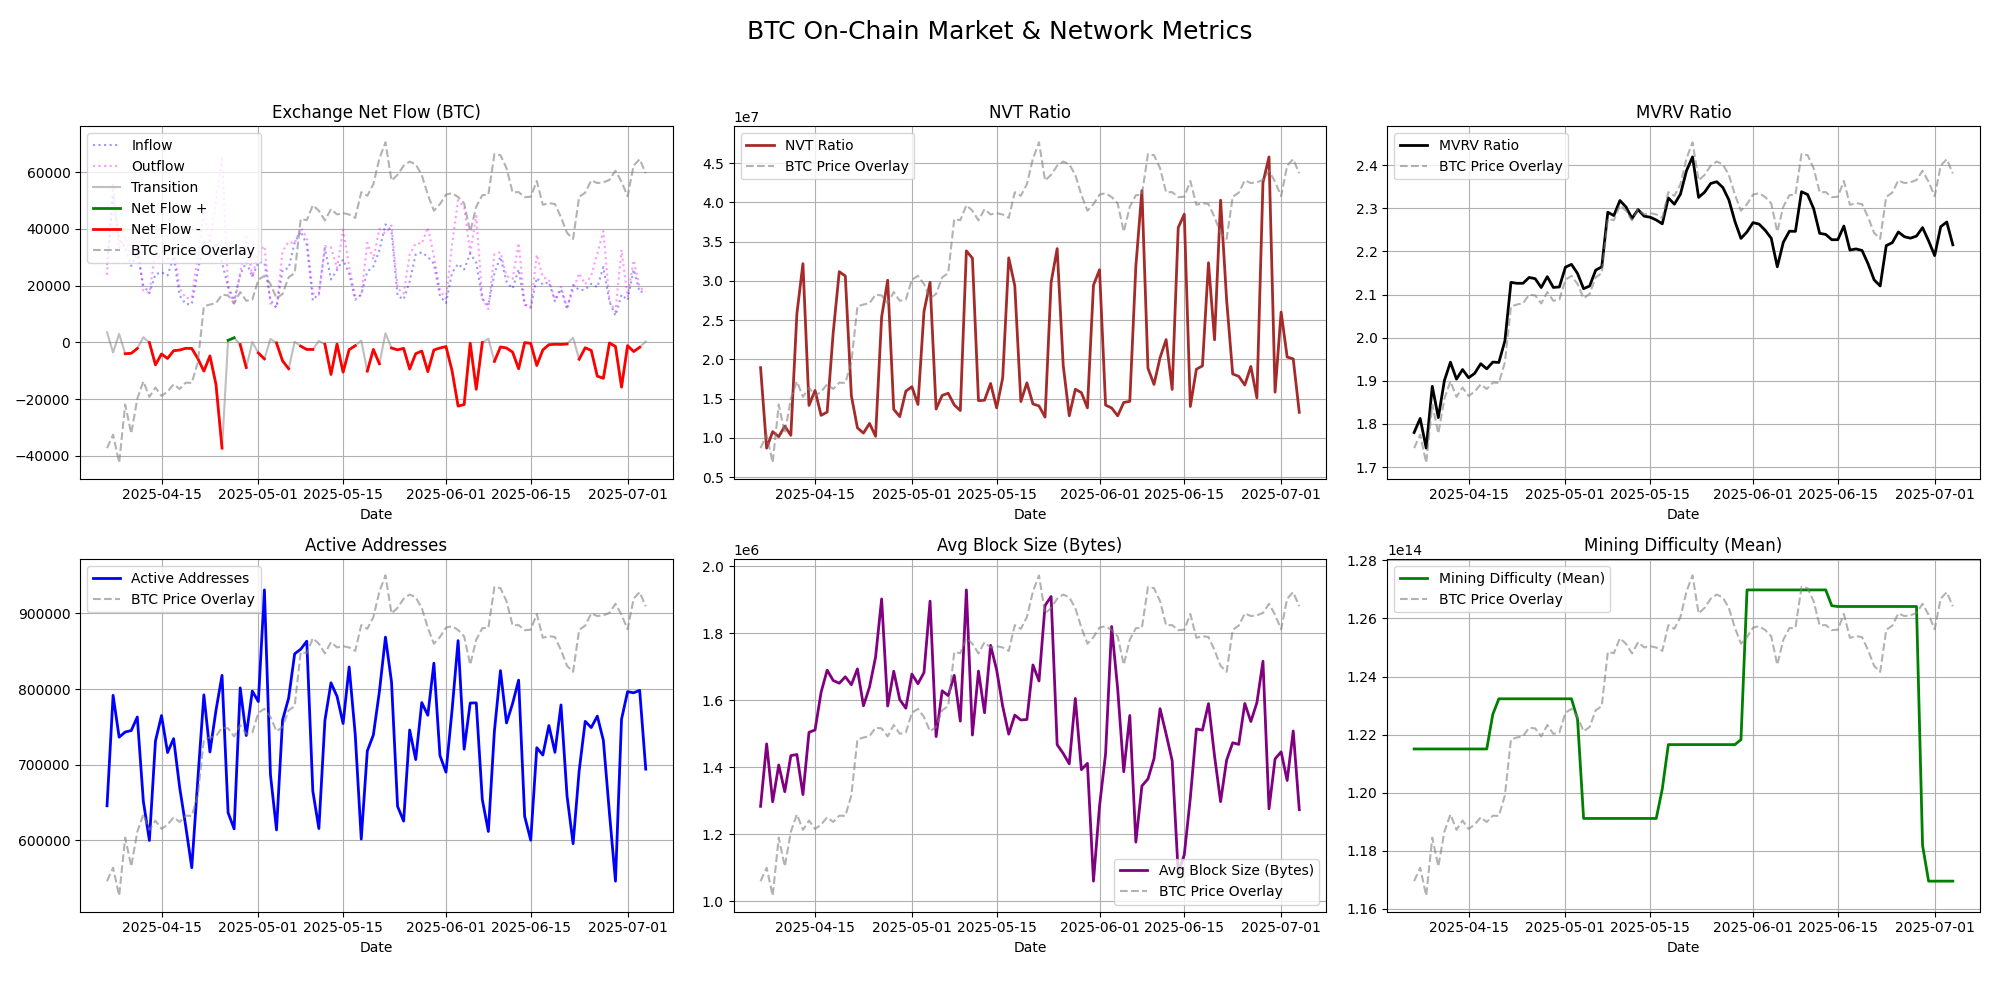 BTC On-Chain Market & Network Metrics
Exchange Net Flow (BTC)
Inflow
Outflow
Transition
Net Flow +
Net Flow -
BTC Price Overlay
60000
40000
20000
0
−20000
−40000
2025-04-15 2025-05-01 2025-05-15 2025-06-01 2025-06-15 2025-07-01
Date
NVT Ratio
1e7
NVT Ratio
BTC Price Overlay
4.5
4.0
3.5
3.0
2.5
2.0
1.5
1.0
0.5
2025-04-15 2025-05-01 2025-05-15 2025-06-01 2025-06-15 2025-07-01
Date
MVRV Ratio
MVRV Ratio
BTC Price Overlay
2.4
2.3
2.2
2.1
2.0
1.9
1.8
1.7
2025-04-15 2025-05-01 2025-05-15 2025-06-01 2025-06-15 2025-07-01
Date
Active Addresses
Active Addresses
BTC Price Overlay
900000
800000
700000
600000
2025-04-15 2025-05-01 2025-05-15 2025-06-01 2025-06-15 2025-07-01
Date
Avg Block Size (Bytes)
1e6
2.0
1.8
1.6
1.4
1.2
1.0
Avg Block Size (Bytes)
BTC Price Overlay
2025-04-15 2025-05-01 2025-05-15 2025-06-01 2025-06-15 2025-07-01
Date
Mining Difficulty (Mean)
1e14
Mining Difficulty (Mean)
BTC Price Overlay
1.28
1.26
1.24
1.22
1.20
1.18
1.16
2025-04-15 2025-05-01 2025-05-15 2025-06-01 2025-06-15 2025-07-01
Date